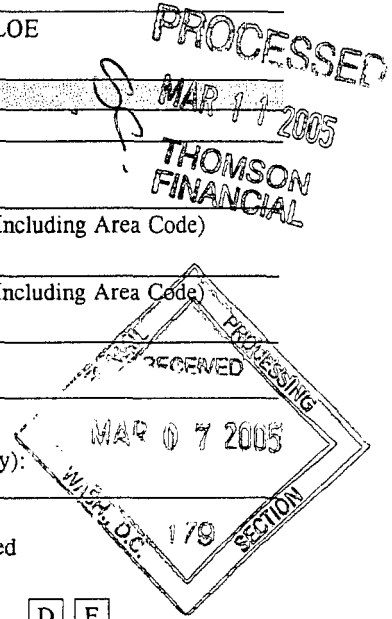 LOE
PROCESSED
MAR 11 2005
THOMSON
FINANCIAL
Including Area Code)
Including Area Code)
PROCESSING
RECEIVED
MAR 07 2005
y):
WASH., D.C.
179
SECTION
ed
D E